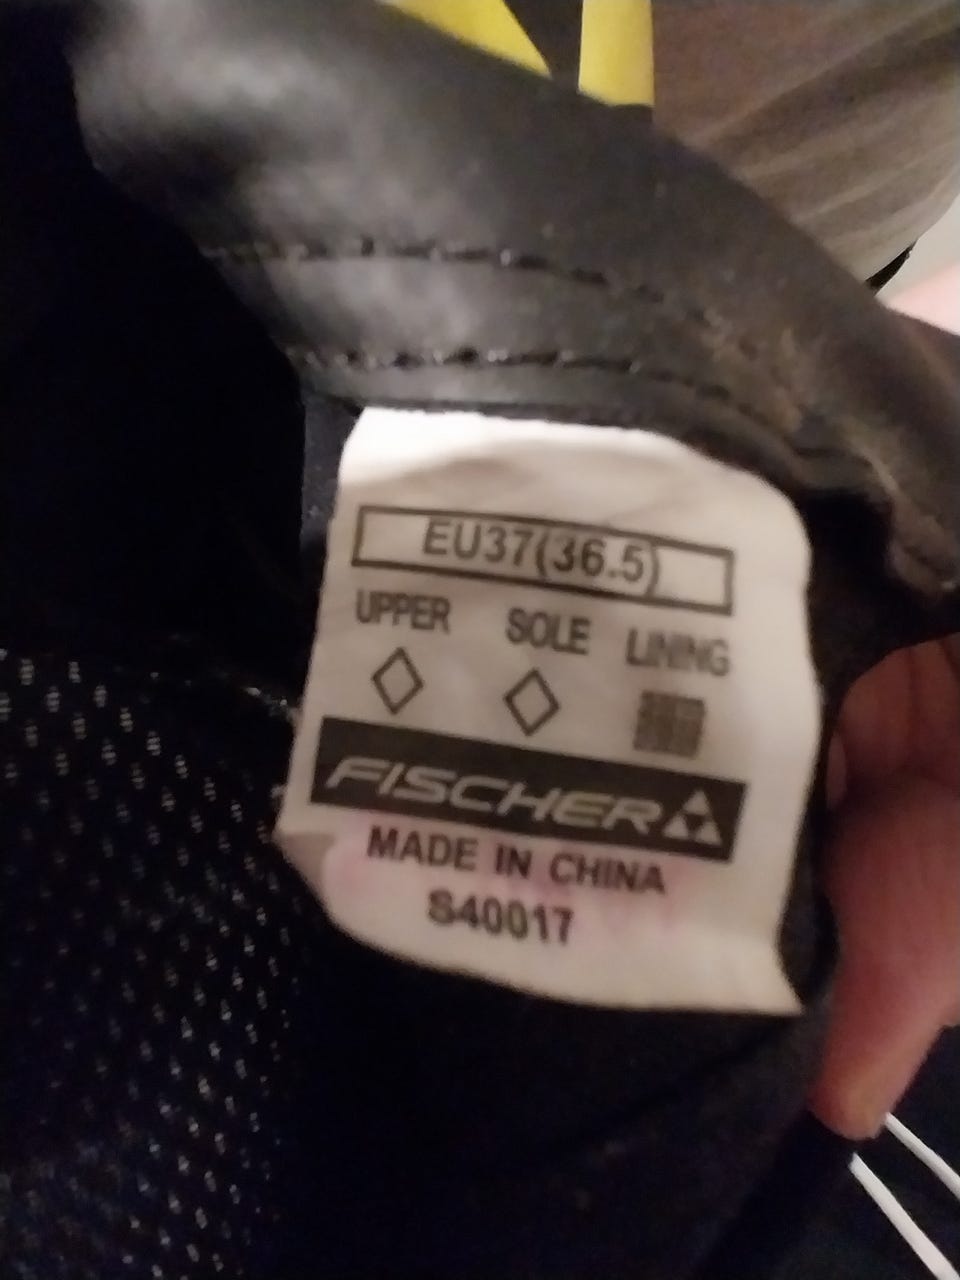 EU37(36.5)
UPPER SOLE LINING
FISCHER
MADE IN CHINA
S40017